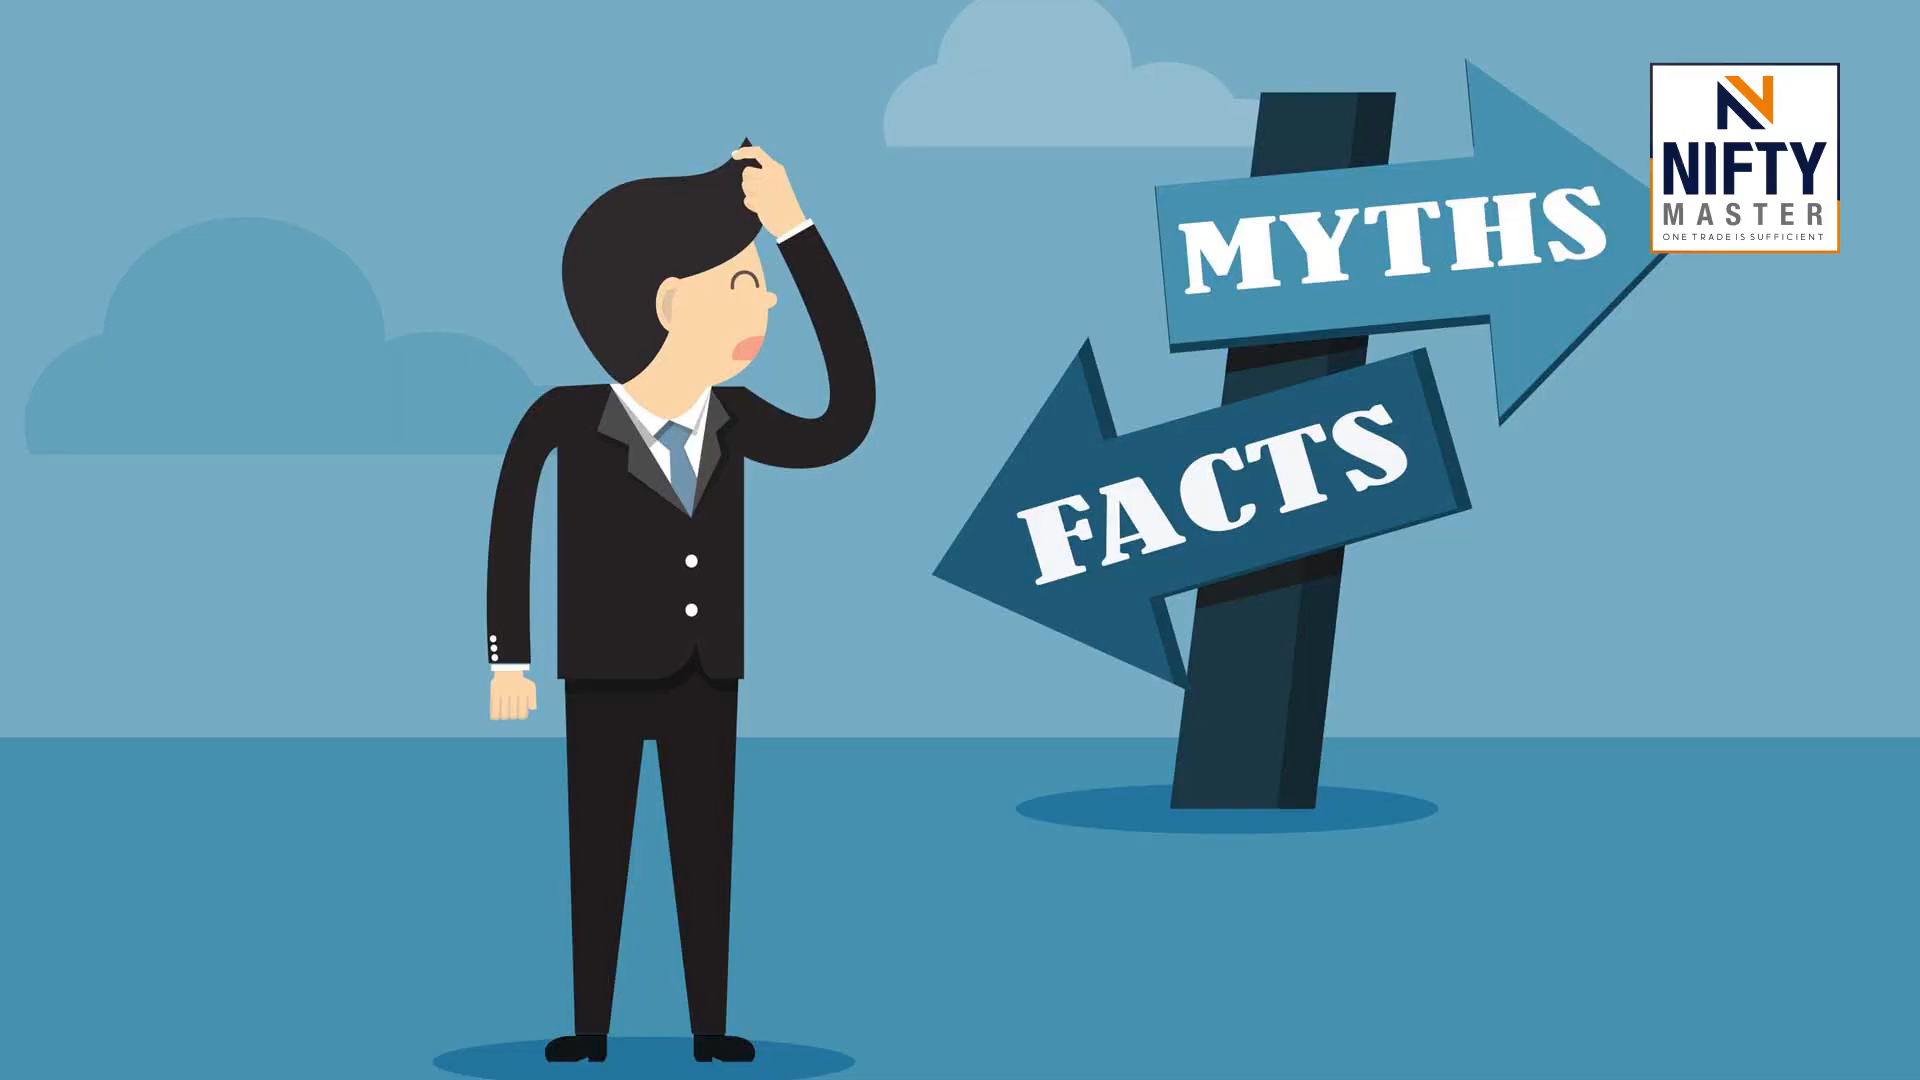 MYTHS
FACTS
NIFTY
MASTER
ONE TRADE IS SUFFICIENT